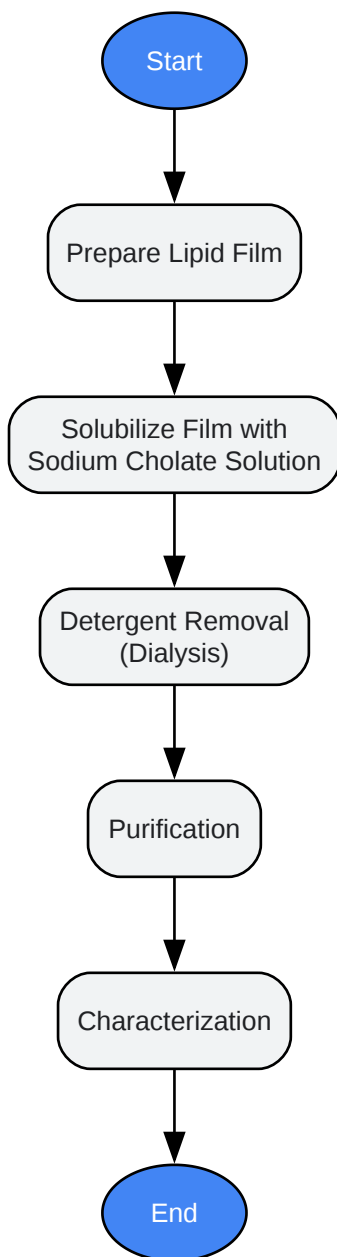 Start
Prepare Lipid Film
Solubilize Film with
Sodium Cholate Solution
Detergent Removal
(Dialysis)
Purification
Characterization
End